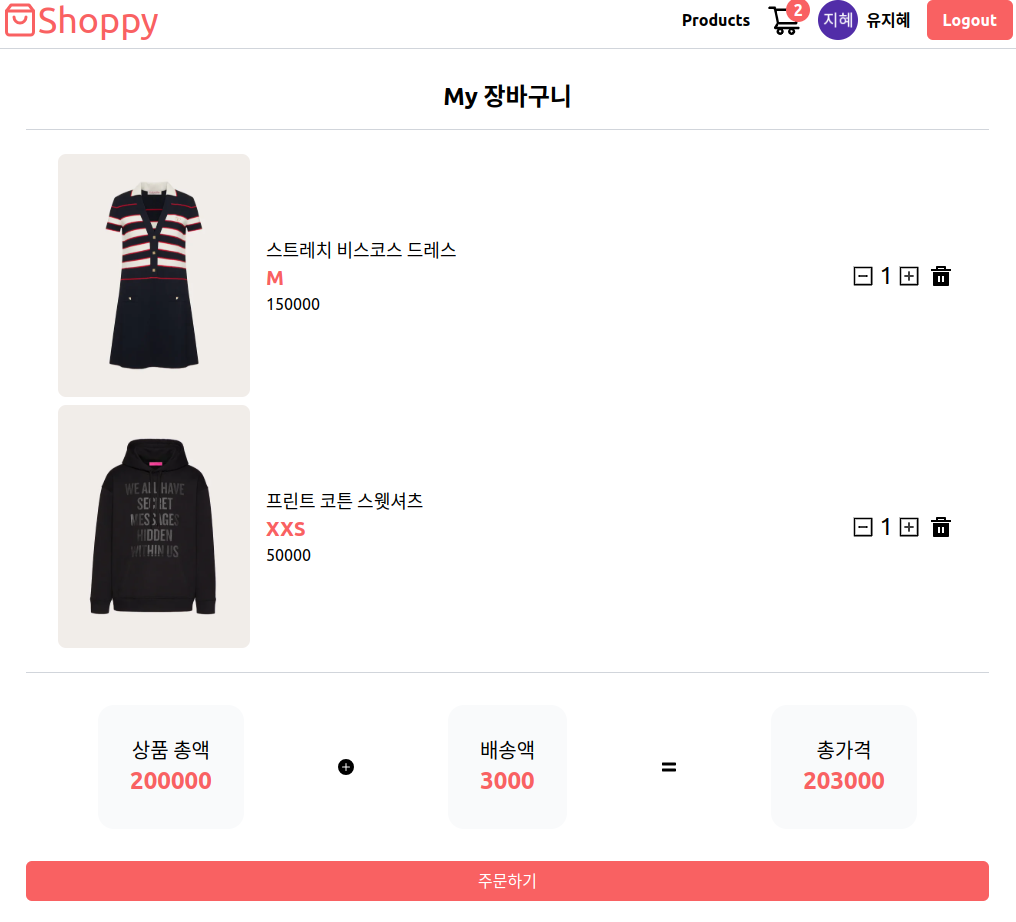 Shoppy
Products
2
지혜
유지혜
Logout
My 장바구니
스트레치 비스코스 드레스
M
150000
1
WE ALL HAVE
SECRET
MESSAGES
HIDDEN
WITHIN US
프린트 코튼 스웻셔츠
XXS
50000
1
상품 총액
200000
배송액
3000
=
총가격
203000
주문하기